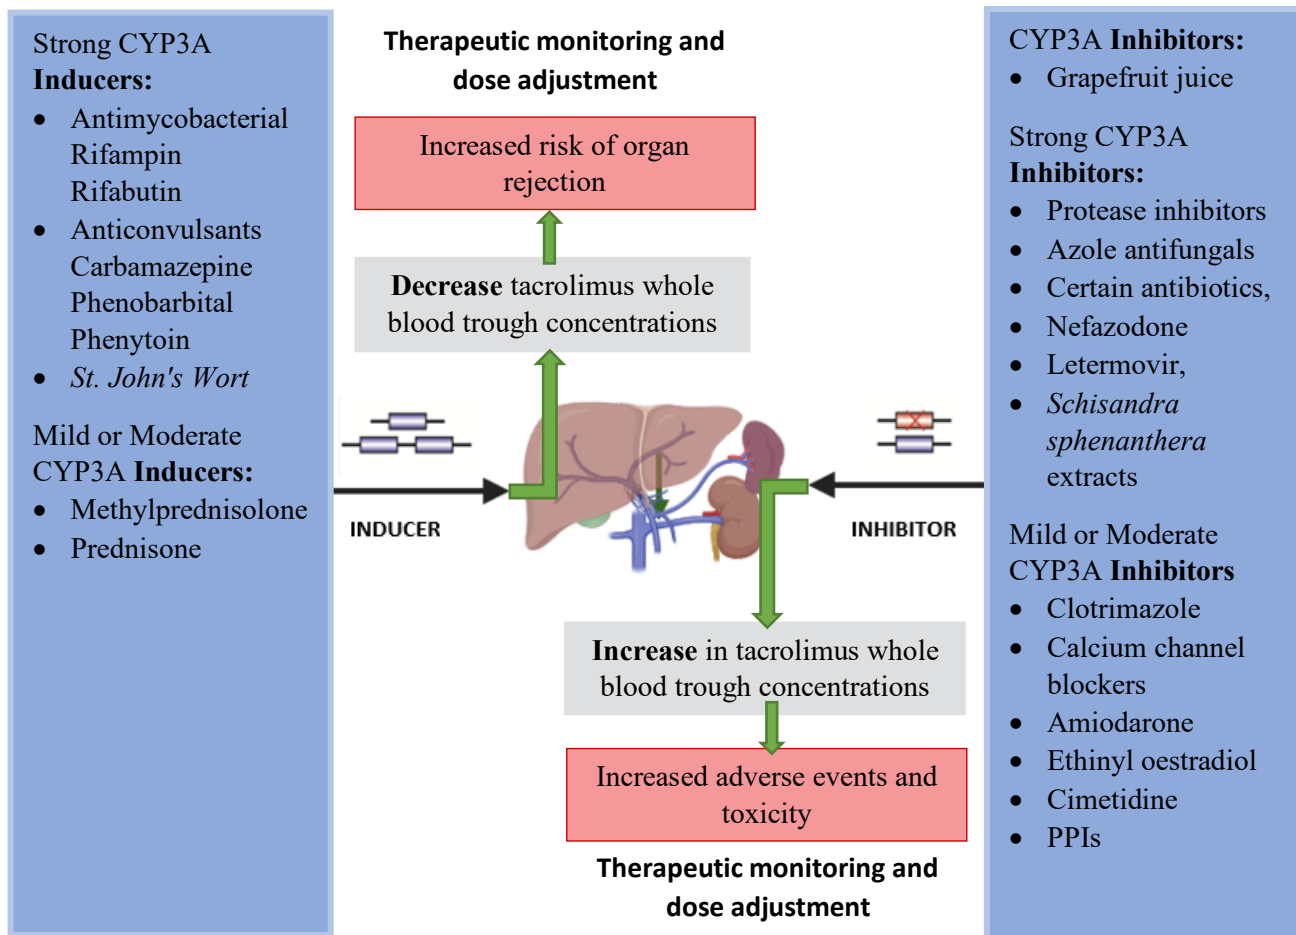 Strong CYP3A
Inducers:
• Antimycobacterial
Rifampin
Rifabutin
• Anticonvulsants
Carbamazepine
Phenobarbital
Phenytoin
• St. John's Wort
Mild or Moderate
CYP3A Inducers:
• Methylprednisolone
• Prednisone
Therapeutic monitoring and
dose adjustment
Increased risk of organ
rejection
Decrease tacrolimus whole
blood trough concentrations
INDUCER
INHIBITOR
Increase in tacrolimus whole
blood trough concentrations
Increased adverse events and
toxicity
Therapeutic monitoring and
dose adjustment
CYP3A Inhibitors:
• Grapefruit juice
Strong CYP3A
Inhibitors:
• Protease inhibitors
• Azole antifungals
• Certain antibiotics,
• Nefazodone
• Letermovir,
• Schisandra
sphenanthera
extracts
Mild or Moderate
CYP3A Inhibitors
• Clotrimazole
• Calcium channel
blockers
• Amiodarone
• Ethinyl oestradiol
• Cimetidine
• PPIs